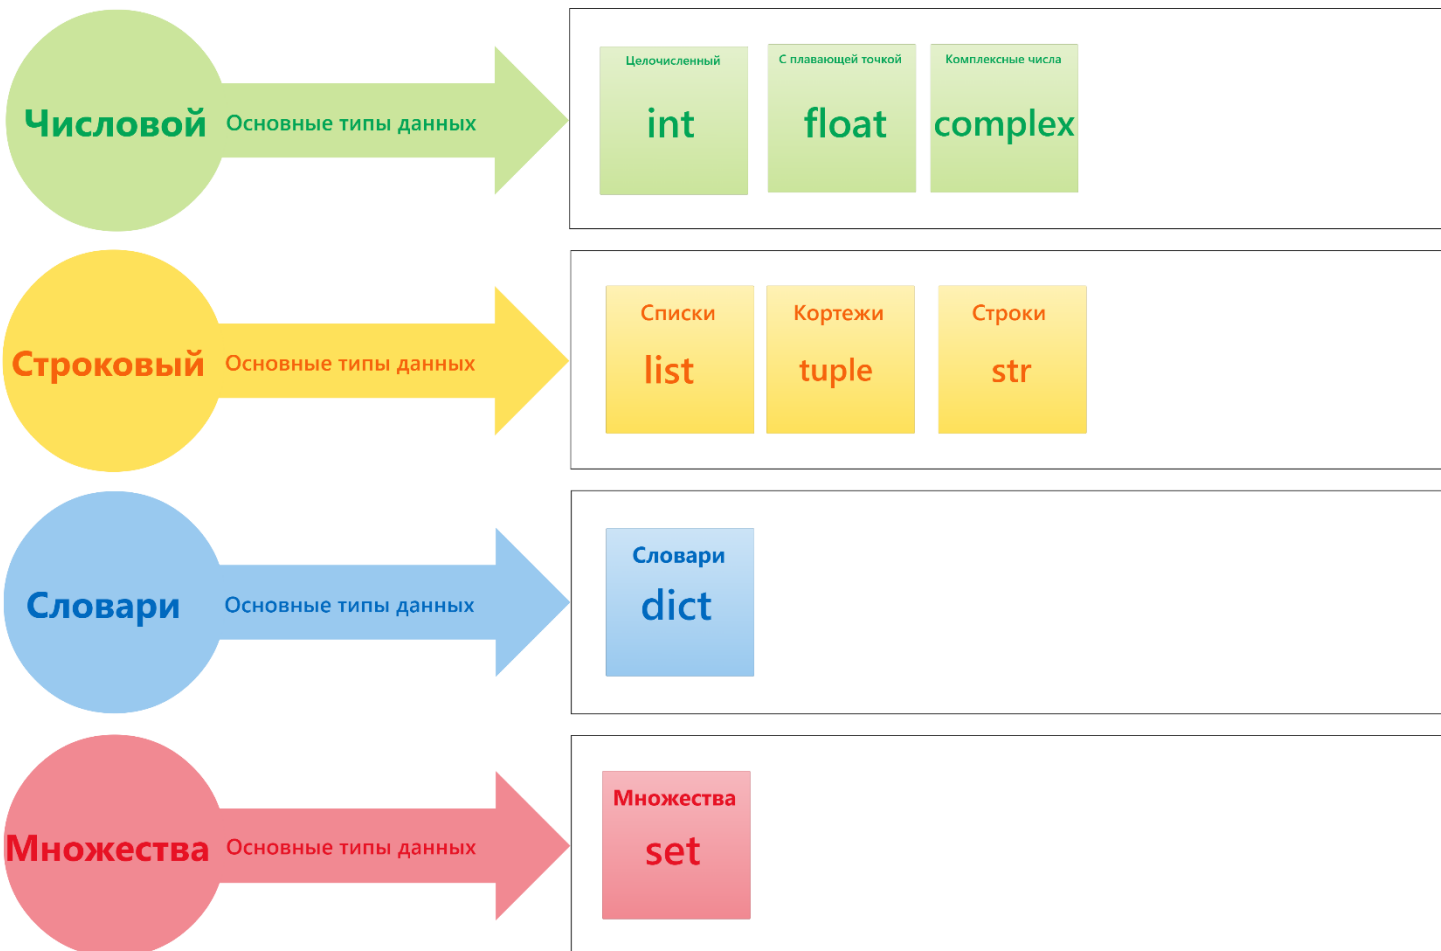 Числовой
Основные типы данных
Целочисленный
int
С плавающей точкой
float
Комплексные числа
complex
Строковый
Основные типы данных
Списки
list
Кортежи
tuple
Строки
str
Словари
Основные типы данных
Словари
dict
Множества
Основные типы данных
Множества
set